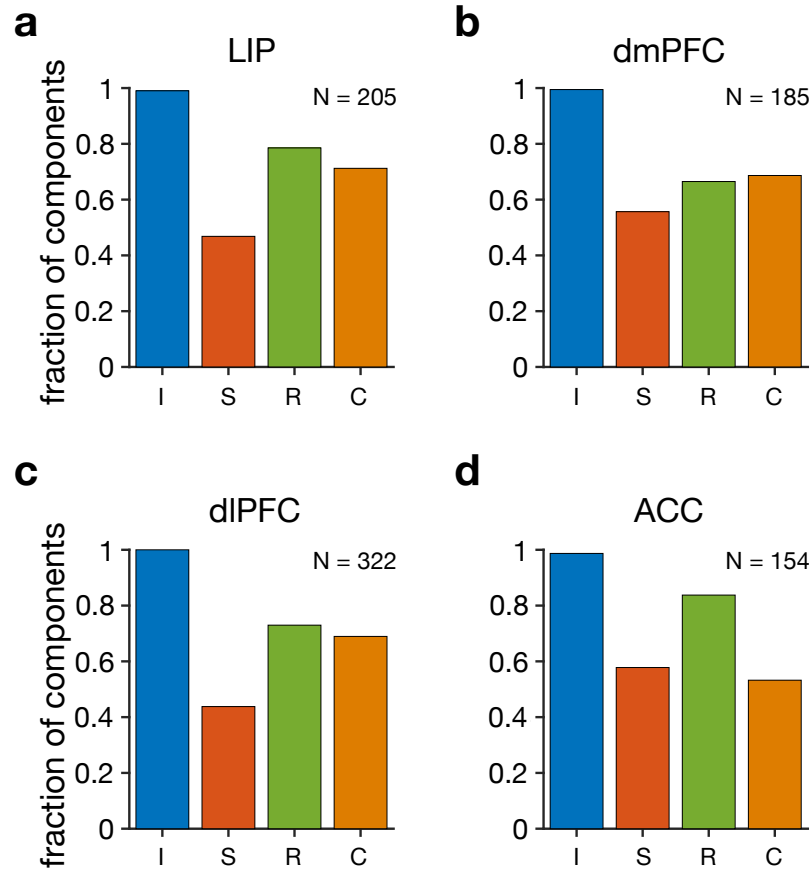 a
LIP
fraction of components
1
0.8
0.6
0.4
0.2
0
N = 205
I S R C
b
dmPFC
1
0.8
0.6
0.4
0.2
0
N = 185
I S R C
c
dlPFC
fraction of components
1
0.8
0.6
0.4
0.2
0
N = 322
I S R C
d
ACC
1
0.8
0.6
0.4
0.2
0
N = 154
I S R C